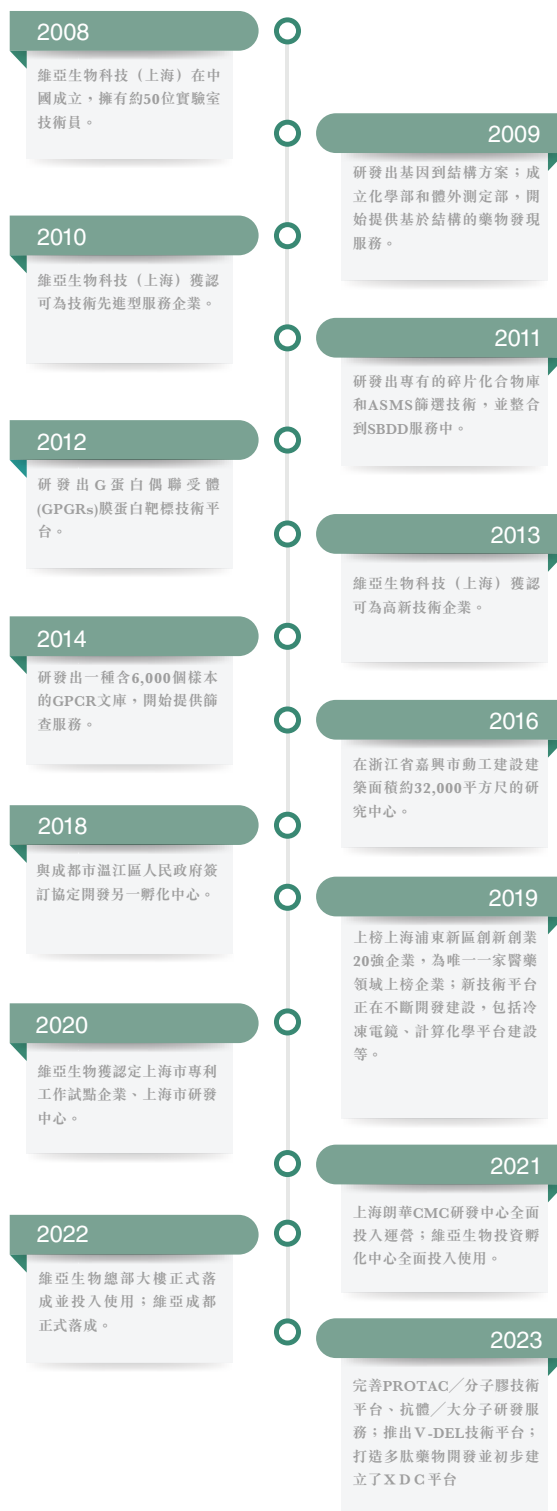 2008
維亞生物科技（上海）在中
國成立，擁有約50位實驗室
技術員。
2009
研發出基因到結構方案；成
立化學部和體外測定部，開
始提供基於結構的藥物發現
服務。
2010
維亞生物科技（上海）獲認
可為技術先進型服務企業。
2011
研發出專有的碎片化合物庫
和ASMS篩選技術，並整合
到SBDD服務中。
2012
研發出G蛋白偶聯受體
(GPGRs)膜蛋白靶標技術平
台。
2013
維亞生物科技（上海）獲認
可為高新技術企業。
2014
研發出一種含6,000個樣本
的GPCR文庫，開始提供篩
查服務。
2016
在浙江省嘉興市動工建設建
築面積約32,000平方尺的研
究中心。
2018
與成都市溫江區人民政府簽
訂協定開發另一孵化中心。
2019
上榜上海浦東新區創新創業
20強企業，為唯一一家醫藥
領域上榜企業；新技術平台
正在不斷開發建設，包括冷
凍電鏡、計算化學平台建設
等。
2020
維亞生物獲認定上海市專利
工作試點企業、上海市研發
中心。
2021
上海朗華CMC研發中心全面
投入運營；維亞生物投資孵
化中心全面投入使用。
2022
維亞生物總部大樓正式落
成並投入使用；維亞成都
正式落成。
2023
完善PROTAC／分子膠技術
平台、抗體／大分子研發服
務；推出V-DEL技術平台；
打造多肽藥物開發並初步建
立了XDC平台